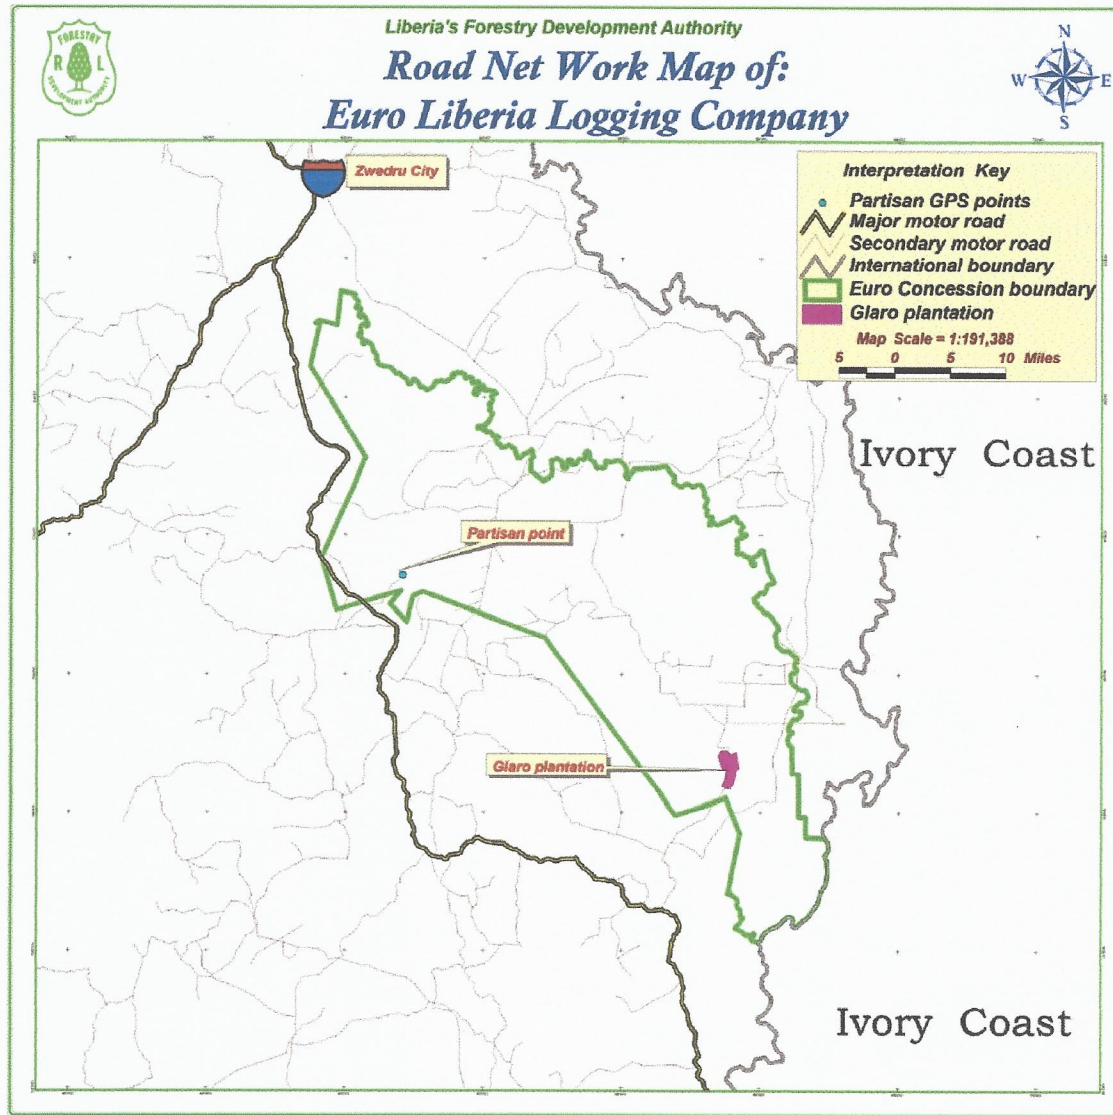 Liberia's Forestry Development Authority
Road Net Work Map of:
Euro Liberia Logging Company
FORESTRY
R L
DEVELOPMENT AUTHORITY
N
W E
S
Zwedru City
Interpretation Key
Partisan GPS points
Major motor road
Secondary motor road
International boundary
Euro Concession boundary
Glaro plantation
Map Scale = 1:191,388
5 0 5 10 Miles
Ivory Coast
Partisan point
Glaro plantation
Ivory Coast